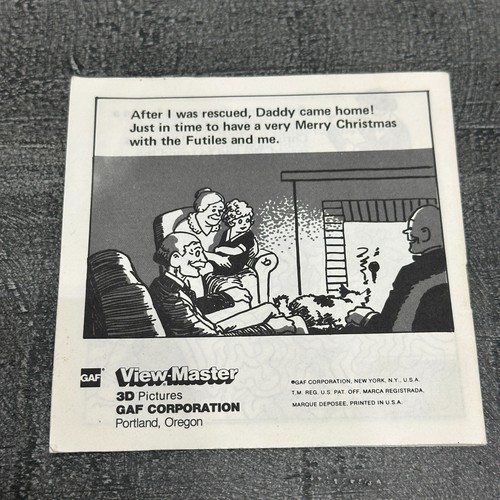 After I was rescued, Daddy came home!
Just in time to have a very Merry Christmas
with the Futiles and me.
GAF View-Master
3D Pictures
GAF CORPORATION
Portland, Oregon
®GAF CORPORATION, NEW YORK, N.Y., U.S.A.
T.M. REG. U.S. PAT. OFF. MARCA REGISTRADA,
MARQUE DEPOSEE, PRINTED IN U.S.A.